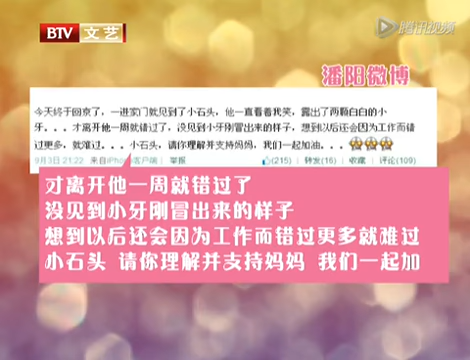 BTV 文艺
腾讯视频
潘阳微博
今天终于回京了，一进家门就见到了小石头，他一直看着我笑，露出了两颗白白的小
牙...才离开他一周就错过了，没见到小牙刚冒出来的样子，想到以后还会因为工作而错
过更多，就难过....小石头，请你理解并支持妈妈，我们一起加油。...
9月3日 21:22 来自iPhone客户端 举报 (215) 转发(16) 收藏 评论(109)
才离开他一周就错过了
没见到小牙刚冒出来的样子
想到以后还会因为工作而错过更多就难过
小石头 请你理解并支持妈妈 我们一起加